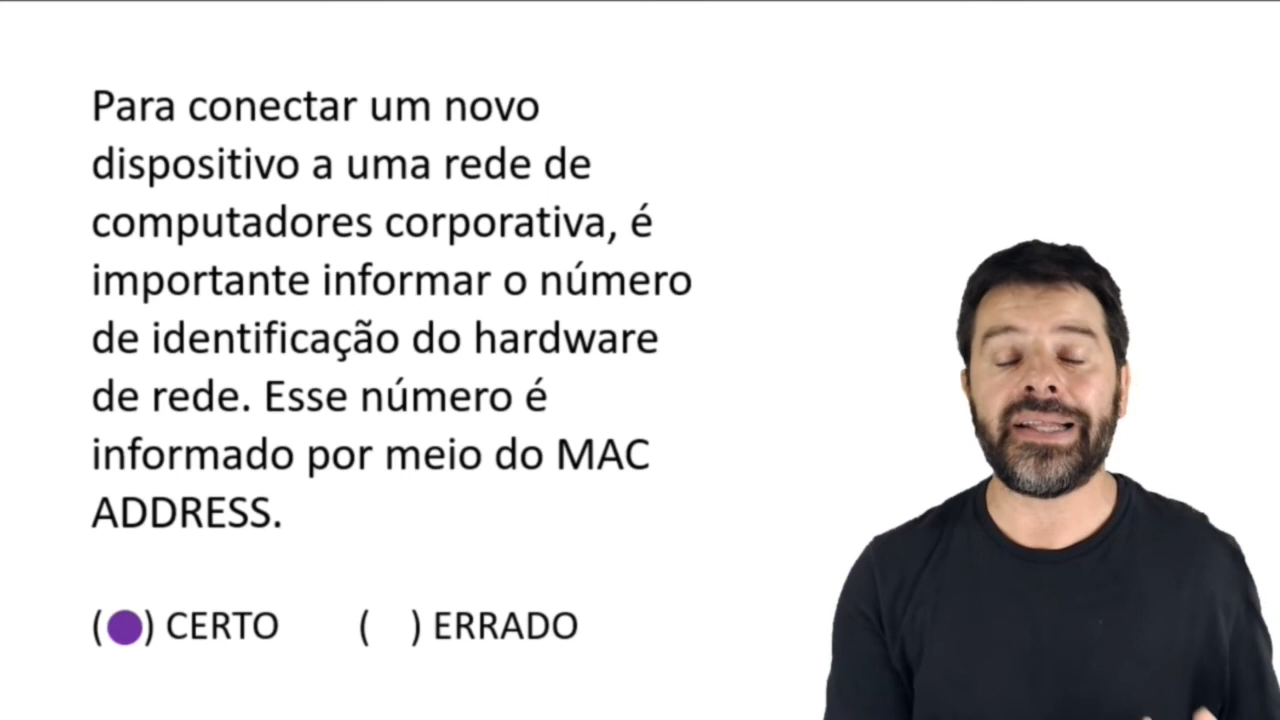 Para conectar um novo
dispositivo a uma rede de
computadores corporativa, é
importante informar o número
de identificação do hardware
de rede. Esse número é
informado por meio do MAC
ADDRESS.
(●) CERTO ( ) ERRADO